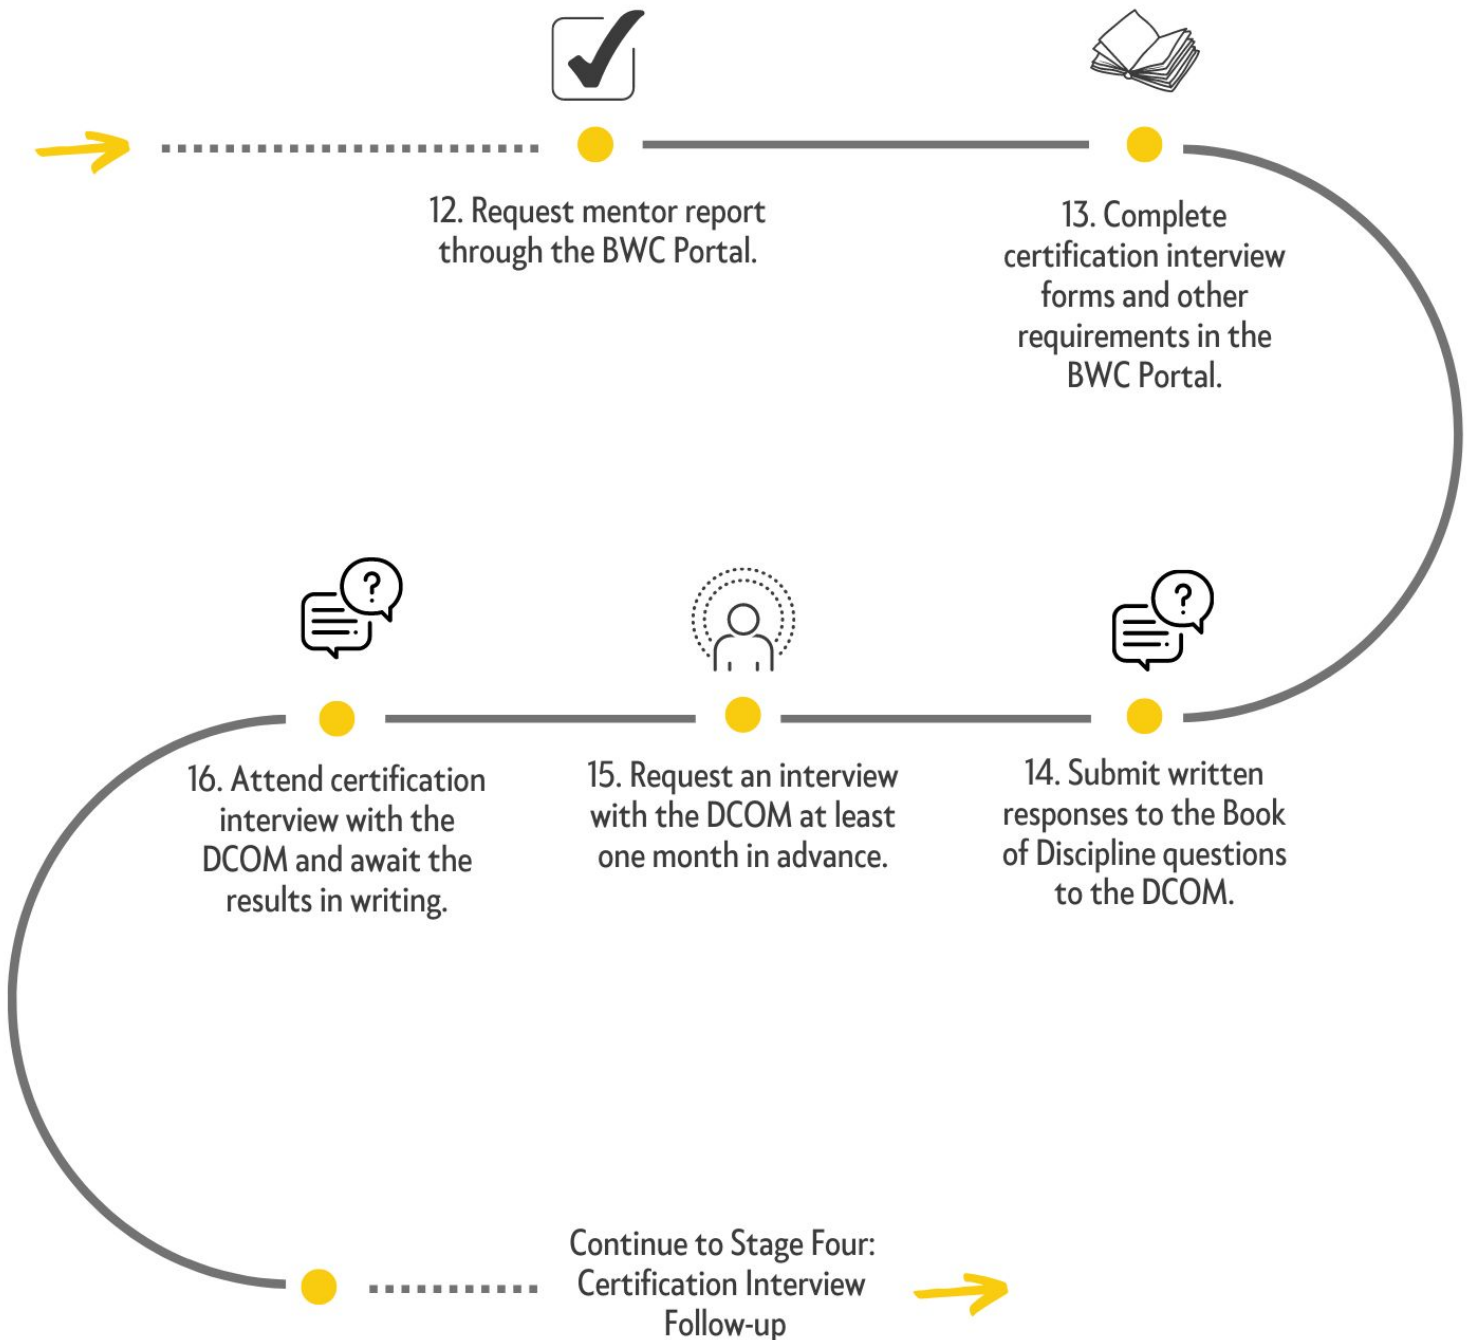 12. Request mentor report
through the BWC Portal.
13. Complete
certification interview
forms and other
requirements in the
BWC Portal.
?
14. Submit written
responses to the Book
of Discipline questions
to the DCOM.
15. Request an interview
with the DCOM at least
one month in advance.
?
16. Attend certification
interview with the
DCOM and await the
results in writing.
Continue to Stage Four:
Certification Interview
Follow-up